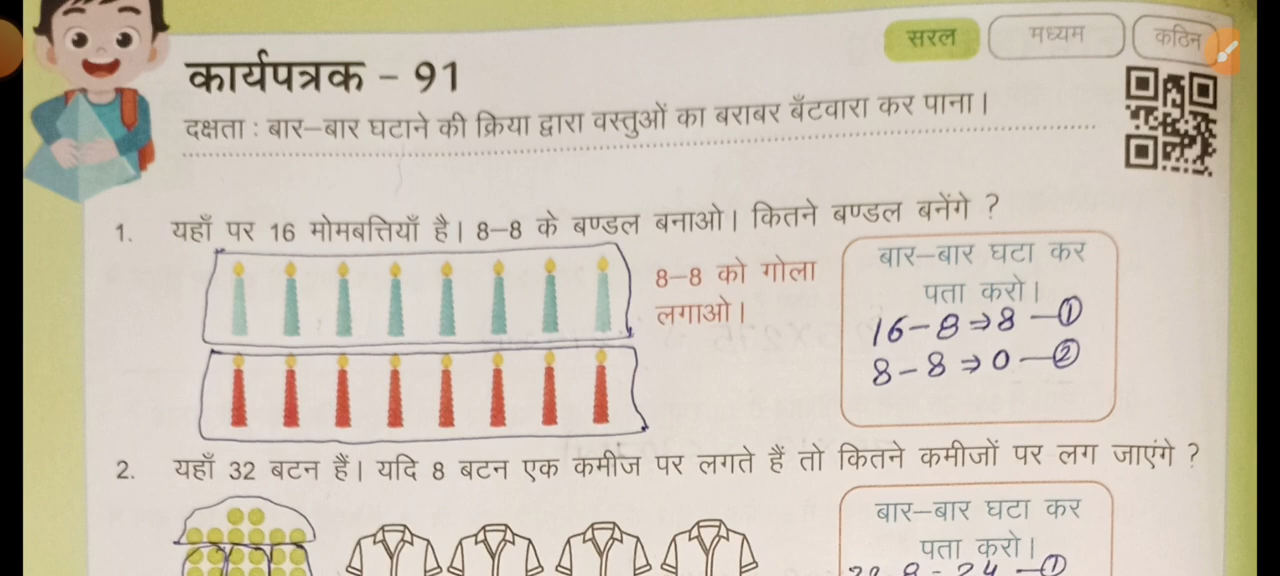 सरल
मध्यम
कठिन
कार्यपत्रक – 91
दक्षता : बार–बार घटाने की क्रिया द्वारा वस्तुओं का बराबर बँटवारा कर पाना।
1. यहाँ पर 16 मोमबत्तियाँ है। 8–8 के बण्डल बनाओ। कितने बण्डल बनेंगे ?
8–8 को गोला
लगाओ।
बार–बार घटा कर
पता करो।
16-8⇒8 —①
8-8⇒0 —②
2. यहाँ 32 बटन हैं। यदि 8 बटन एक कमीज पर लगते हैं तो कितने कमीजों पर लग जाएंगे ?
बार–बार घटा कर
पता करो।